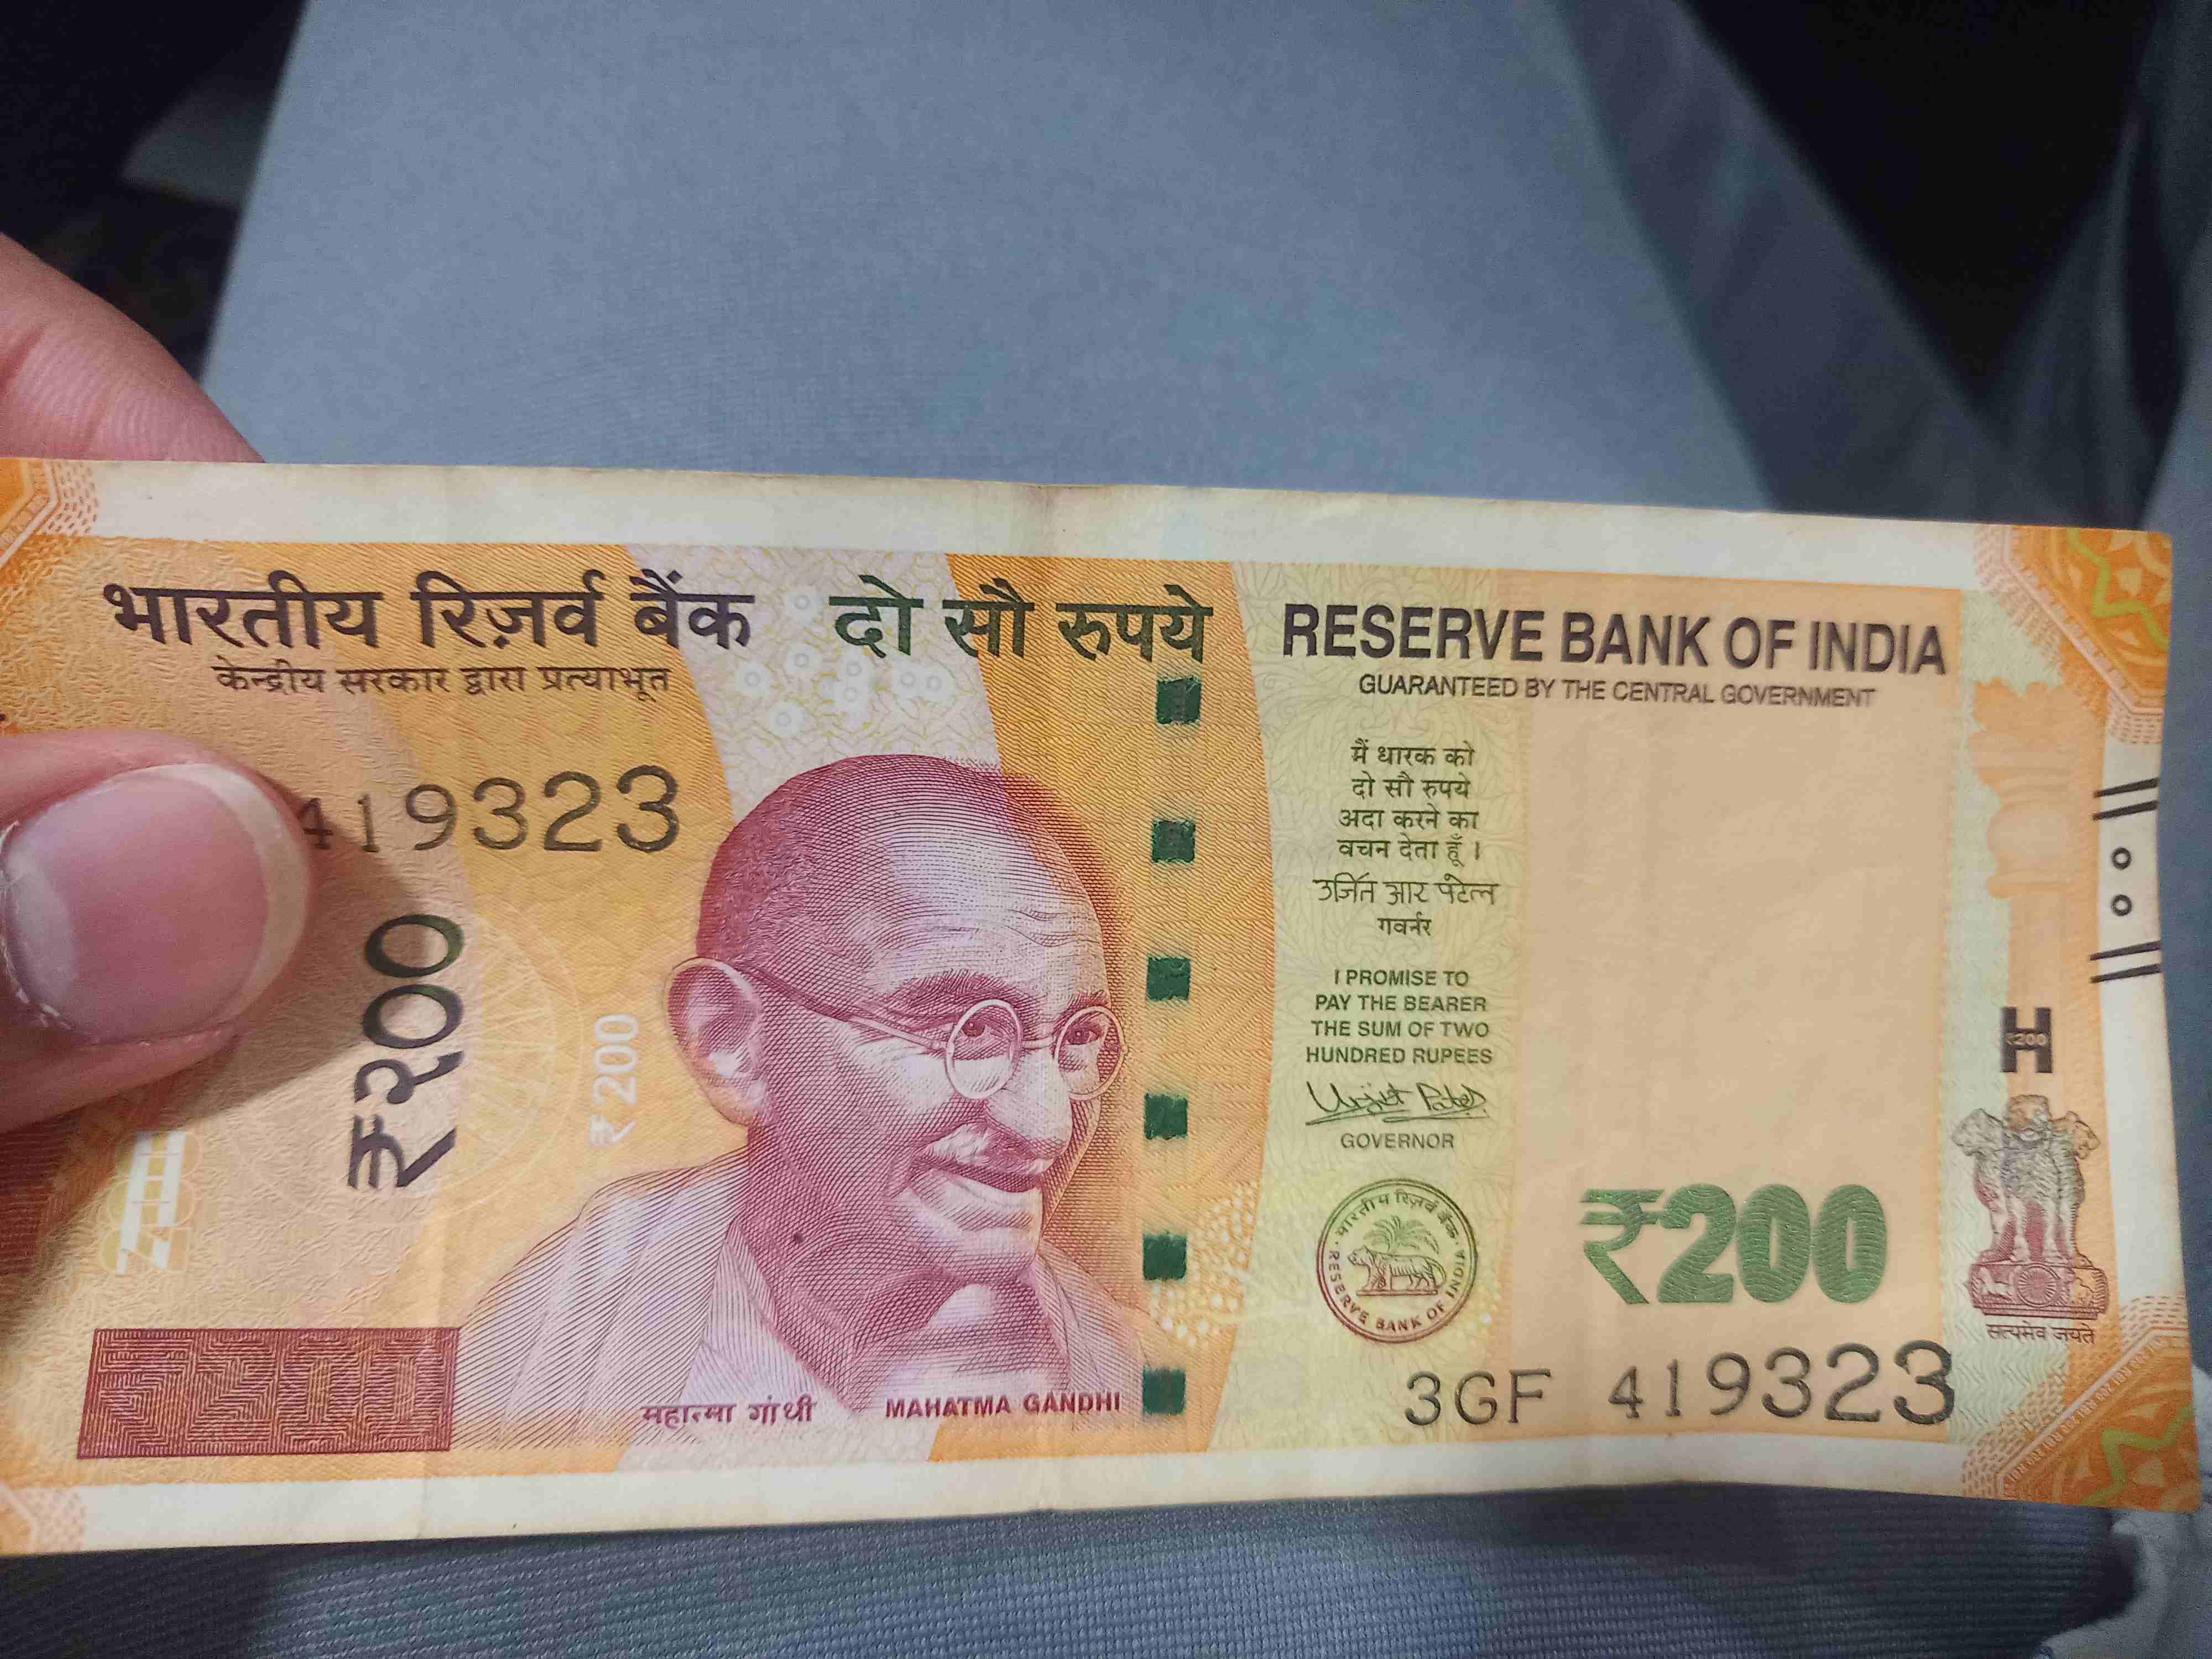 भारतीय रिज़र्व बैंक
केन्द्रीय सरकार द्वारा प्रत्याभूत
दो सौ रुपये
RESERVE BANK OF INDIA
GUARANTEED BY THE CENTRAL GOVERNMENT
419323
₹२००
₹200
महात्मा गांधी
MAHATMA GANDHI
मैं धारक को
दो सौ रुपये
अदा करने का
वचन देता हूँ ।
उर्जित आर पटेल
गवर्नर
I PROMISE TO
PAY THE BEARER
THE SUM OF TWO
HUNDRED RUPEES
Urjit Patel
GOVERNOR
भारतीय रिज़र्व बैंक
RESERVE BANK OF INDIA
₹200
3GF 419323
H
₹200
सत्यमेव जयते